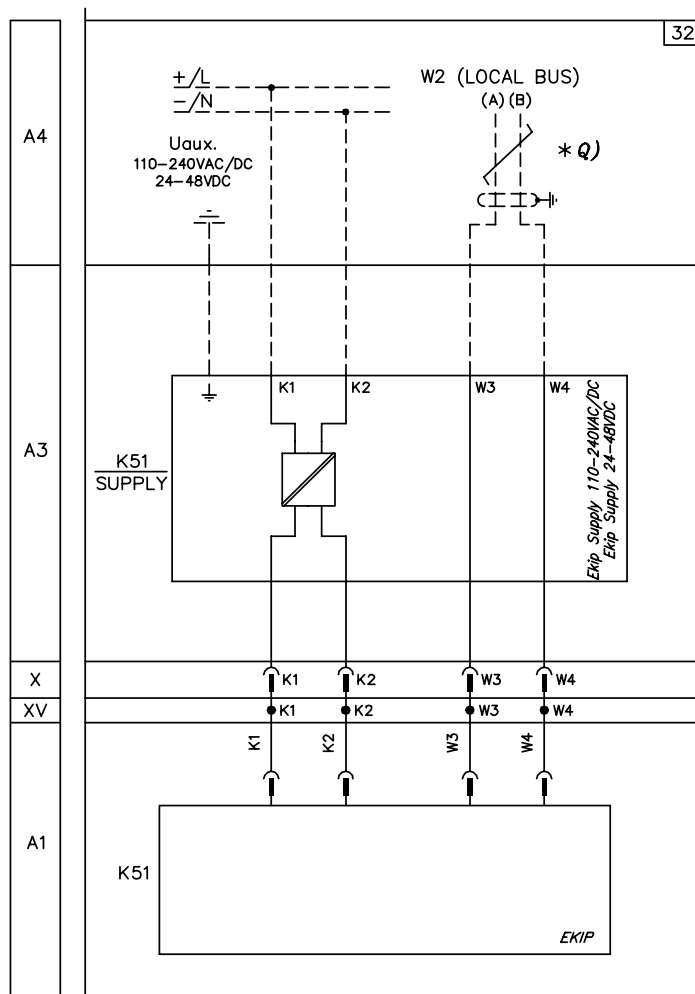 32
A4
+/L
-/N
Uaux.
110-240VAC/DC
24-48VDC
W2 (LOCAL BUS)
(A) (B)
* Q)
A3
K51
SUPPLY
K1 K2 W3 W4
Ekip Supply 110-240VAC/DC
Ekip Supply 24-48VDC
X
K1 K2 W3 W4
XV
K1 K2 W3 W4
A1
K1 K2 W3 W4
K51
EKIP